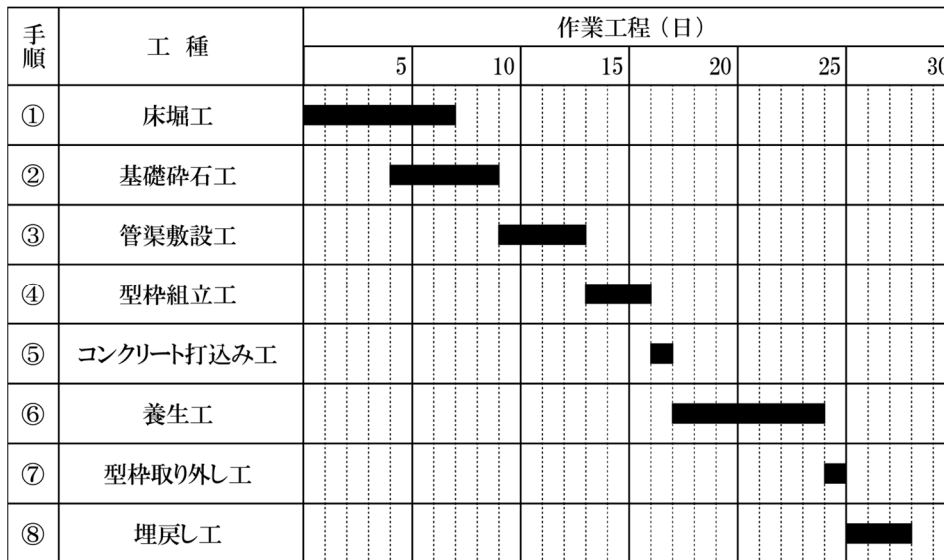 手順 工 種 作業工程（日）
5 10 15 20 25 30
① 床堀工
② 基礎砕石工
③ 管渠敷設工
④ 型枠組立工
⑤ コンクリート打込み工
⑥ 養生工
⑦ 型枠取り外し工
⑧ 埋戻し工